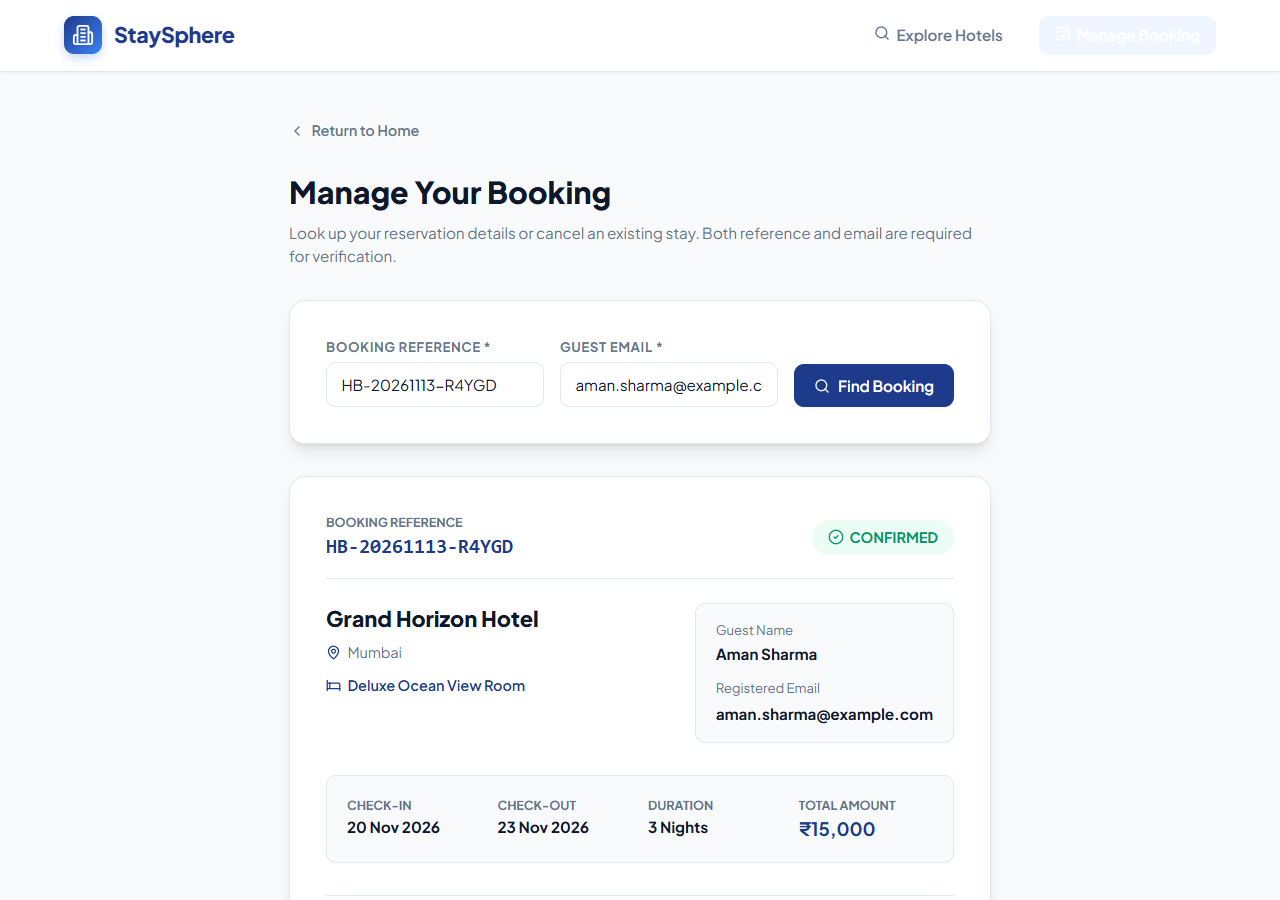 StaySphere
Explore Hotels
Manage Booking
Return to Home
Manage Your Booking
Look up your reservation details or cancel an existing stay. Both reference and email are required
for verification.
BOOKING REFERENCE *
GUEST EMAIL *
HB-20261113-R4YGD
aman.sharma@example.c
Find Booking
BOOKING REFERENCE
HB-20261113-R4YGD
CONFIRMED
Grand Horizon Hotel
Mumbai
Deluxe Ocean View Room
Guest Name
Aman Sharma
Registered Email
aman.sharma@example.com
CHECK-IN
20 Nov 2026
CHECK-OUT
23 Nov 2026
DURATION
3 Nights
TOTAL AMOUNT
₹15,000